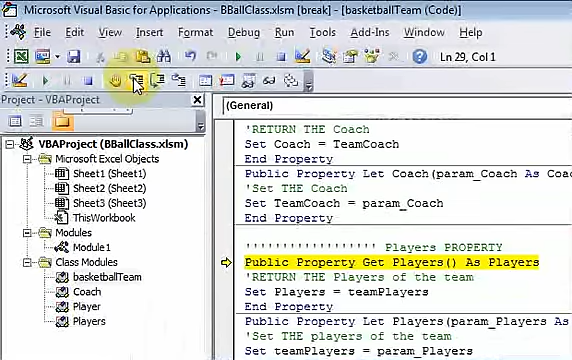 Microsoft Visual Basic for Applications - BBallClass.xlsm [break] - [basketballTeam (Code)]
File Edit View Insert Format Debug Run Tools Add-Ins Window Help
Ln 29, Col 1
Project - VBAProject
(General)
VBAProject (BBallClass.xlsm)
Microsoft Excel Objects
Sheet1 (Sheet1)
Sheet2 (Sheet2)
Sheet3 (Sheet3)
ThisWorkbook
Modules
Module1
Class Modules
basketballTeam
Coach
Player
Players
'RETURN THE Coach
Set Coach = TeamCoach
End Property
Public Property Let Coach(param_Coach As Coac
'Set THE Coach
Set TeamCoach = param_Coach
End Property
'''''''''''''''''' Players PROPERTY
Public Property Get Players() As Players
'RETURN THE Players of the team
Set Players = teamPlayers
End Property
Public Property Let Players(param_Players As
'Set THE players of the team
Set teamPlayers = param_Players